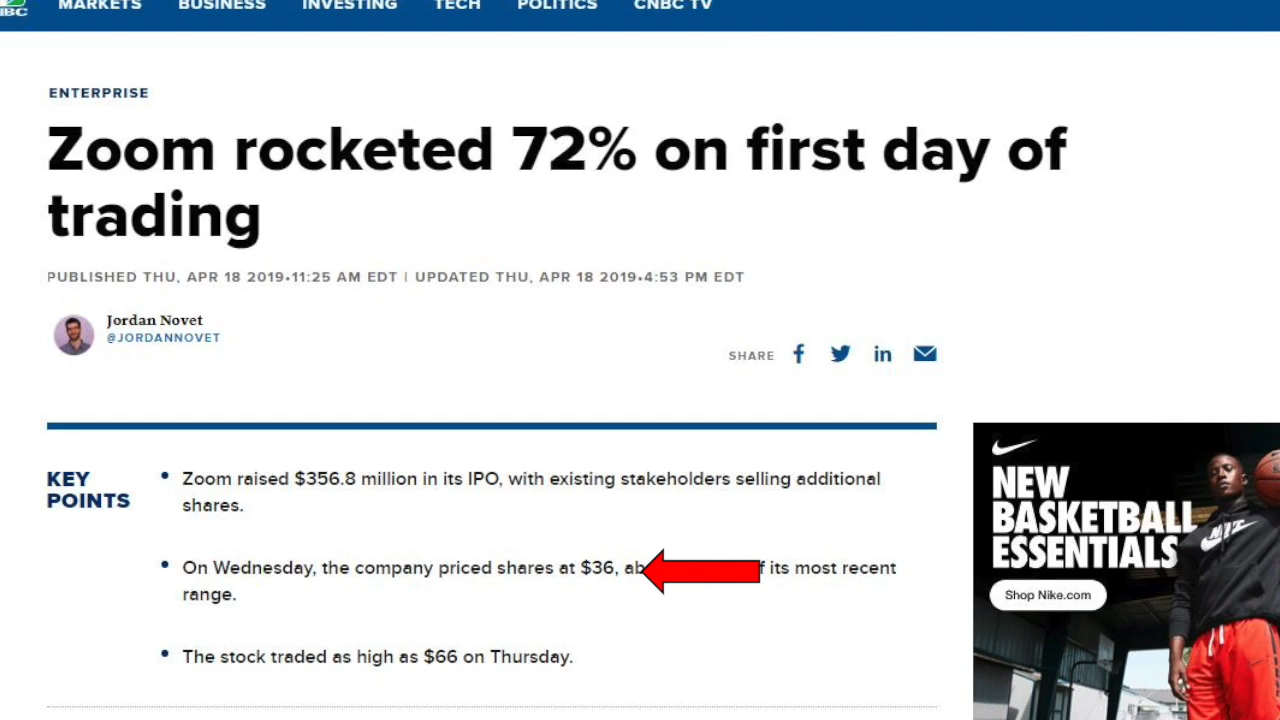 MARKETS BUSINESS INVESTING TECH POLITICS CNBC TV
ENTERPRISE
Zoom rocketed 72% on first day of
trading
PUBLISHED THU, APR 18 2019•11:25 AM EDT | UPDATED THU, APR 18 2019•4:53 PM EDT
Jordan Novet
@JORDANNOVET
SHARE
KEY
POINTS
• Zoom raised $356.8 million in its IPO, with existing stakeholders selling additional
shares.
• On Wednesday, the company priced shares at $36, its most recent
range.
• The stock traded as high as $66 on Thursday.
NEW
BASKETBALL
ESSENTIALS
Shop Nike.com